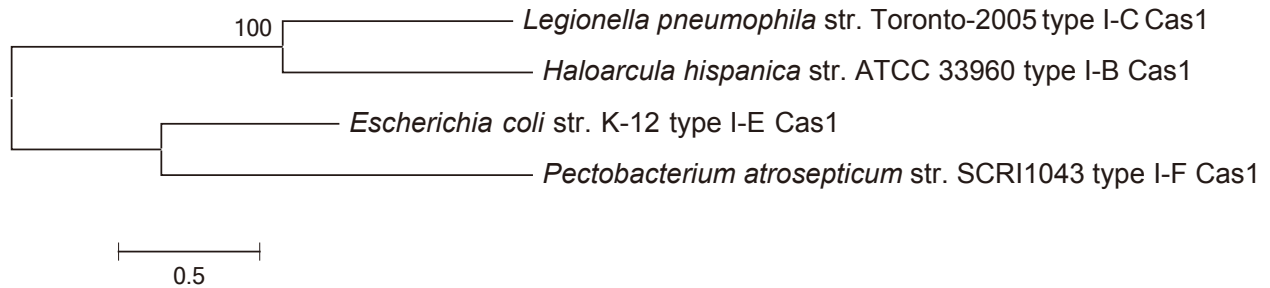 Legionella pneumophila str. Toronto-2005 type I-C Cas1
100
Haloarcula hispanica str. ATCC 33960 type I-B Cas1
Escherichia coli str. K-12 type I-E Cas1
Pectobacterium atrosepticum str. SCRI1043 type I-F Cas1
0.5